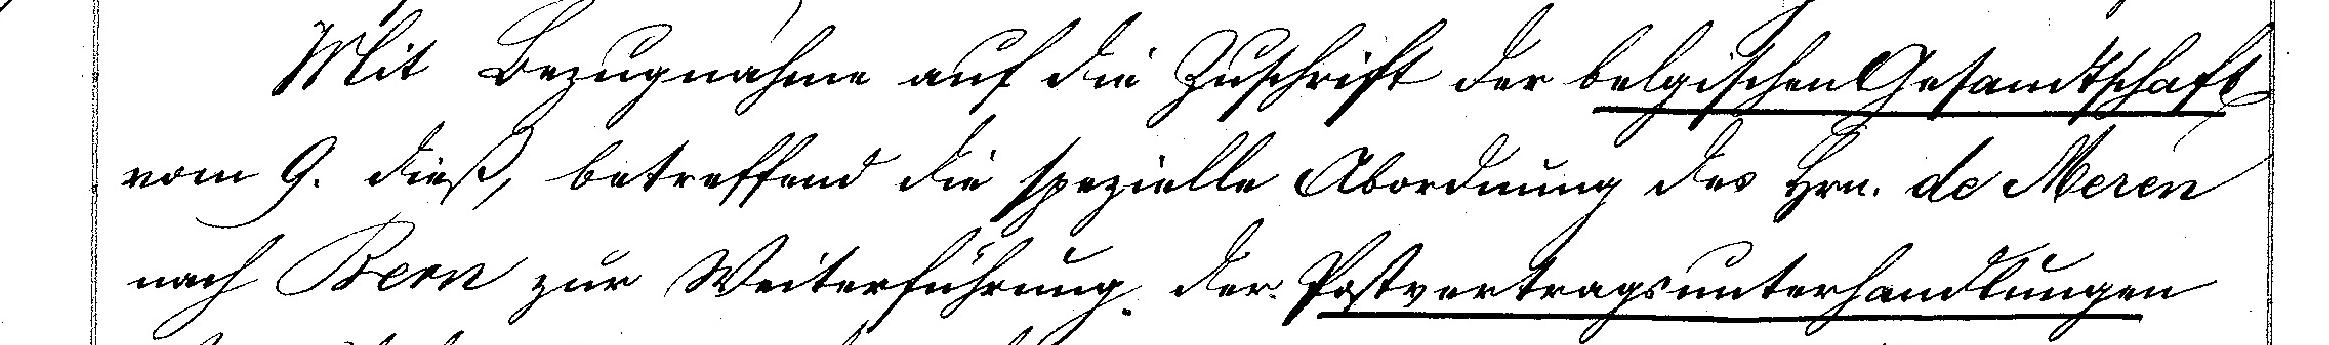 Mit Bezugnahme auf die Zuschrift der belgischen Gesandtschaft
vom 9. dieß, betreffend die spezielle Abordnung des Hrn. de Meren
nach Bern zur Weiterführung der Postvertragsunterhandlungen